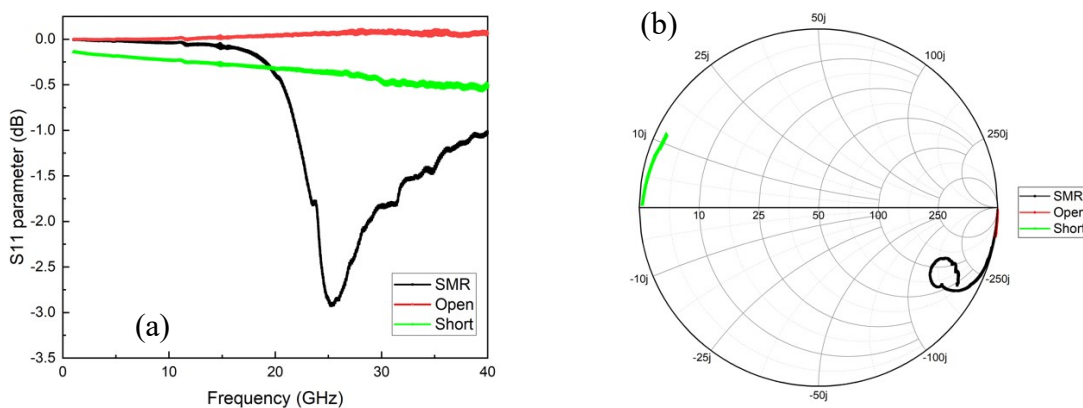 (a)
S11 parameter (dB)
0.0
-0.5
-1.0
-1.5
-2.0
-2.5
-3.0
-3.5
0
10
20
30
40
Frequency (GHz)
SMR
Open
Short
(b)
50j
25j
100j
10j
250j
10
25
50
100
250
-10j
-250j
-25j
-100j
-50j
SMR
Open
Short